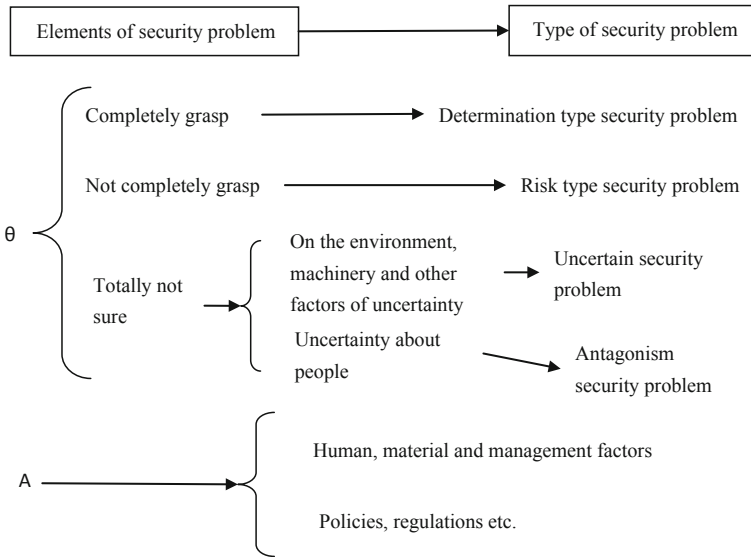 Elements of security problem
Type of security problem
Completely grasp
Determination type security problem
Not completely grasp
Risk type security problem
θ
Totally not
sure
On the environment,
machinery and other
factors of uncertainty
Uncertain security
problem
Uncertainty about
people
Antagonism
security problem
A
Human, material and management factors
Policies, regulations etc.